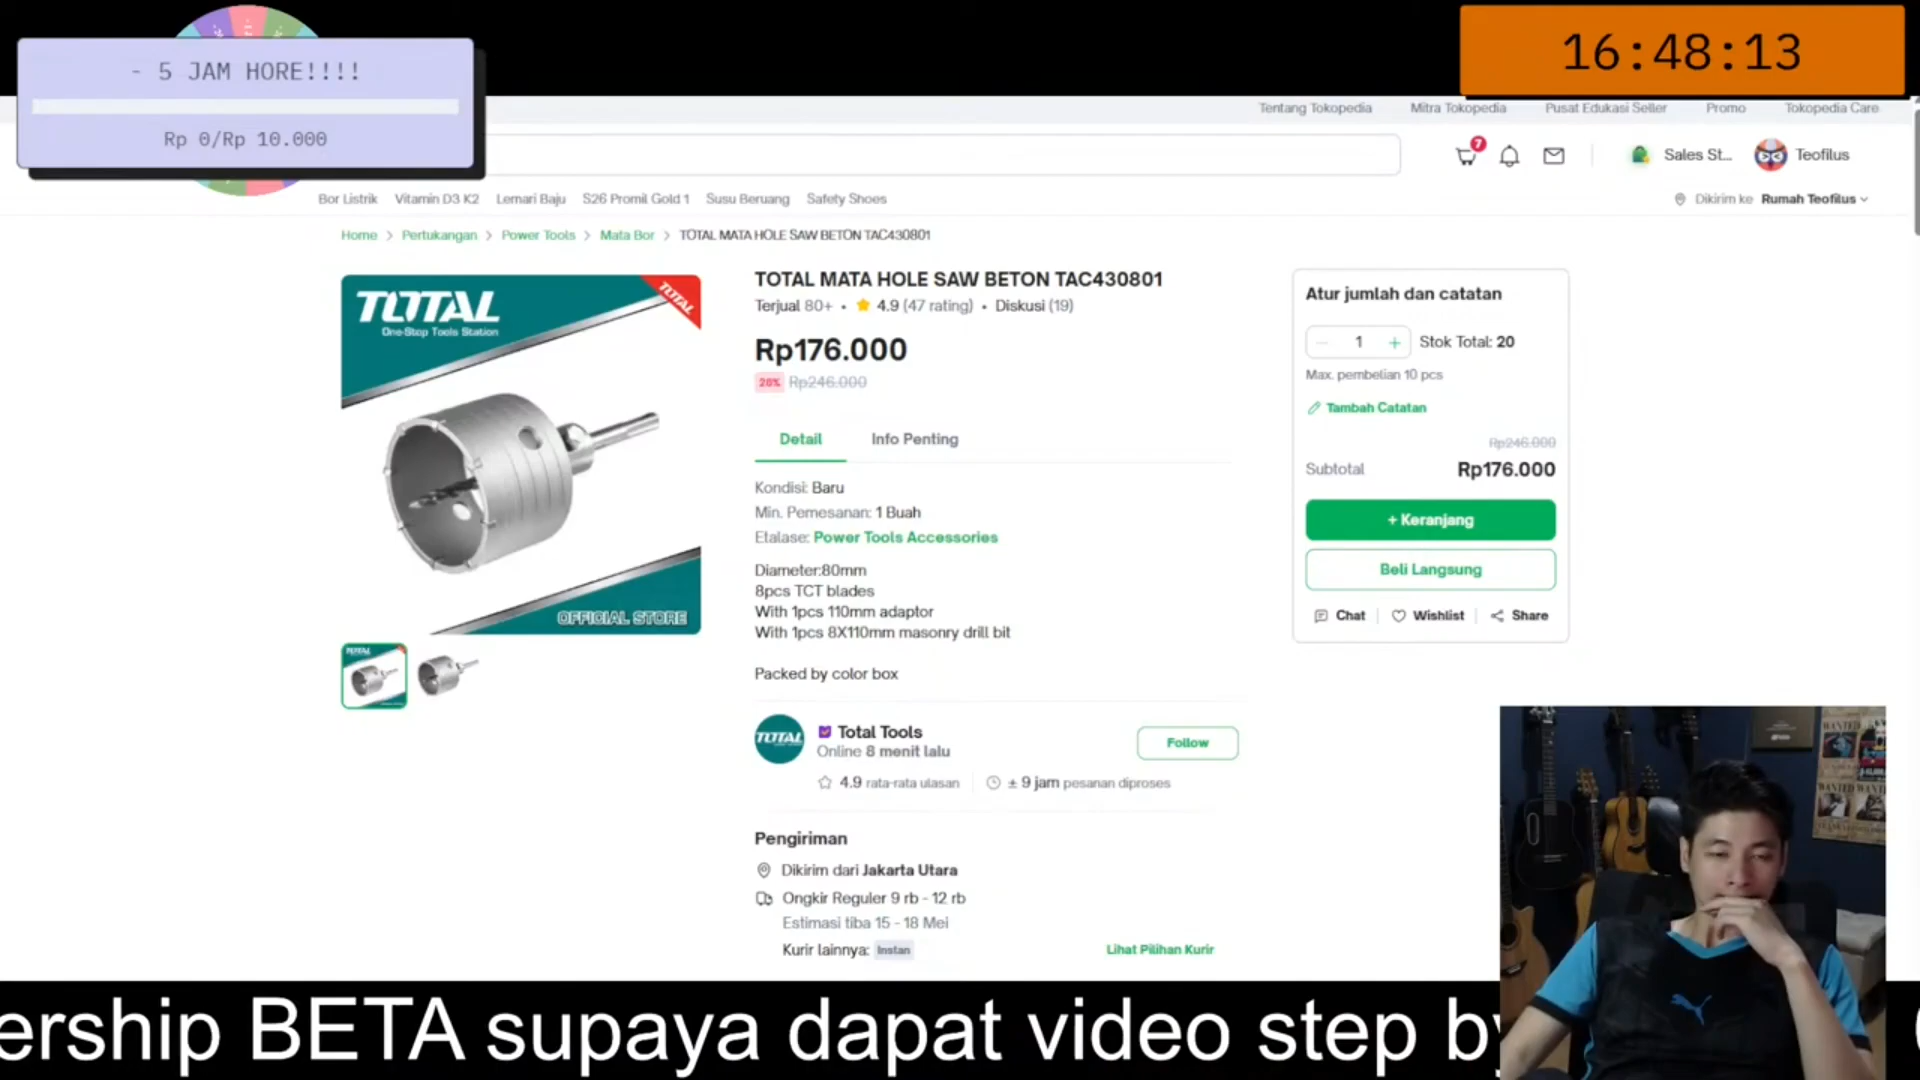 - 5 JAM HORE!!!!
Rp 0/Rp 10.000
16:48:13
Tentang Tokopedia Mitra Tokopedia Pusat Edukasi Seller Promo Tokopedia Care
7
Sales St... Teofilus
Bor Listrik Vitamin D3 K2 Lemari Baju S26 Promil Gold 1 Susu Beruang Safety Shoes
Dikirim ke Rumah Teofilus
Home > Pertukangan > Power Tools > Mata Bor > TOTAL MATA HOLE SAW BETON TAC430801
TOTAL
One-Stop Tools Station
TOTAL
OFFICIAL STORE
TOTAL MATA HOLE SAW BETON TAC430801
Terjual 80+ • 4.9 (47 rating) • Diskusi (19)
Rp176.000
28% Rp246.000
Detail Info Penting
Kondisi: Baru
Min. Pemesanan: 1 Buah
Etalase: Power Tools Accessories
Diameter:80mm
8pcs TCT blades
With 1pcs 110mm adaptor
With 1pcs 8X110mm masonry drill bit
Packed by color box
TOTAL
Total Tools
Online 8 menit lalu
Follow
4.9 rata-rata ulasan ± 9 jam pesanan diproses
Pengiriman
Dikirim dari Jakarta Utara
Ongkir Reguler 9 rb - 12 rb
Estimasi tiba 15 - 18 Mei
Kurir lainnya: Instan
Lihat Pilihan Kurir
Atur jumlah dan catatan
- 1 + Stok Total: 20
Max. pembelian 10 pcs
Tambah Catatan
Rp246.000
Subtotal Rp176.000
+ Keranjang
Beli Langsung
Chat Wishlist Share
WANTED
ership BETA supaya dapat video step by